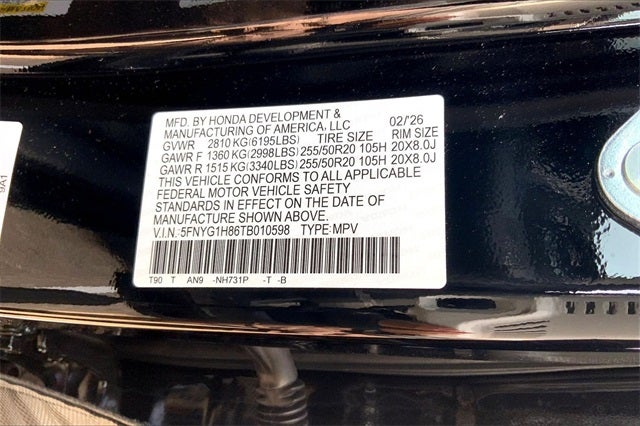 MFD. BY HONDA DEVELOPMENT & 02/'26
MANUFACTURING OF AMERICA, LLC
GVWR 2810 KG(6195LBS) TIRE SIZE RIM SIZE
GAWR F 1360 KG(2998LBS) 255/50R20 105H 20X8.0J
GAWR R 1515 KG(3340LBS) 255/50R20 105H 20X8.0J
THIS VEHICLE CONFORMS TO ALL APPLICABLE
FEDERAL MOTOR VEHICLE SAFETY
STANDARDS IN EFFECT ON THE DATE OF
MANUFACTURE SHOWN ABOVE.
V.I.N.:5FNYG1H86TB010598 TYPE:MPV
T90 T AN9 -NH731P -T -B
9A1